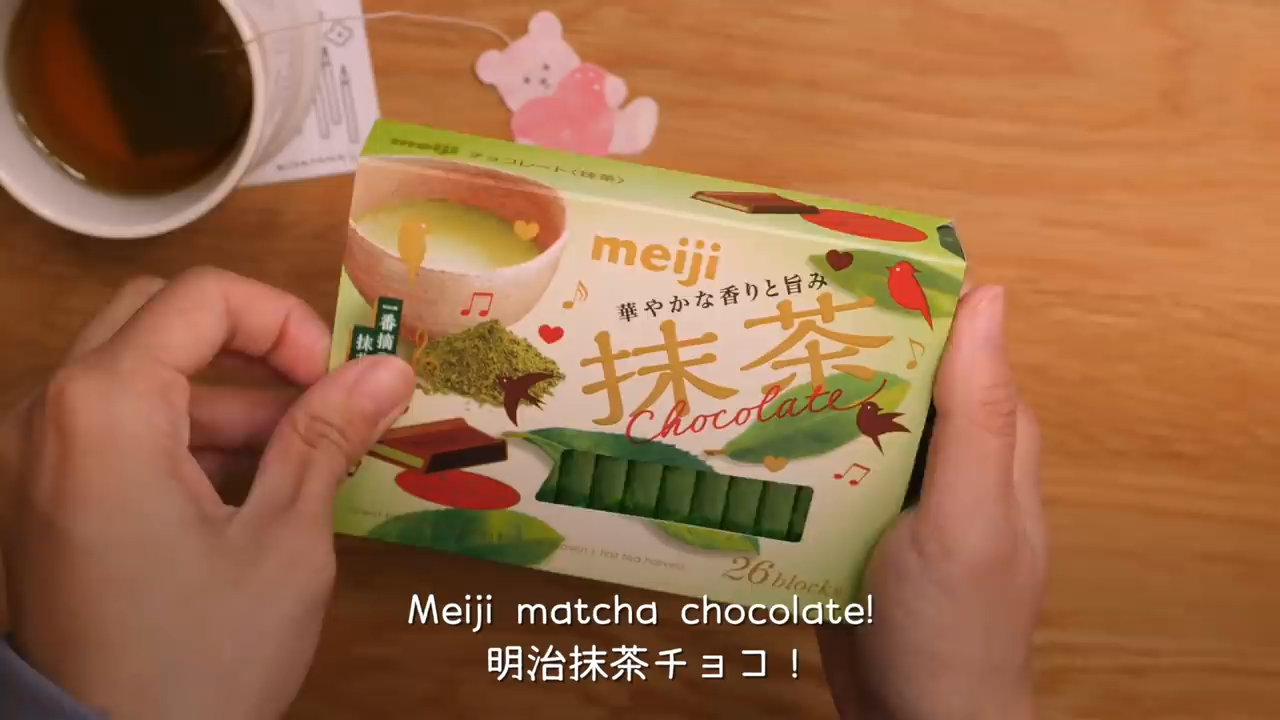 meiji チョコレート〈抹茶〉
meiji
華やかな香りと旨み
抹茶
Chocolate
一番摘
抹
26 blocks
Meiji matcha chocolate!
明治抹茶チョコ！